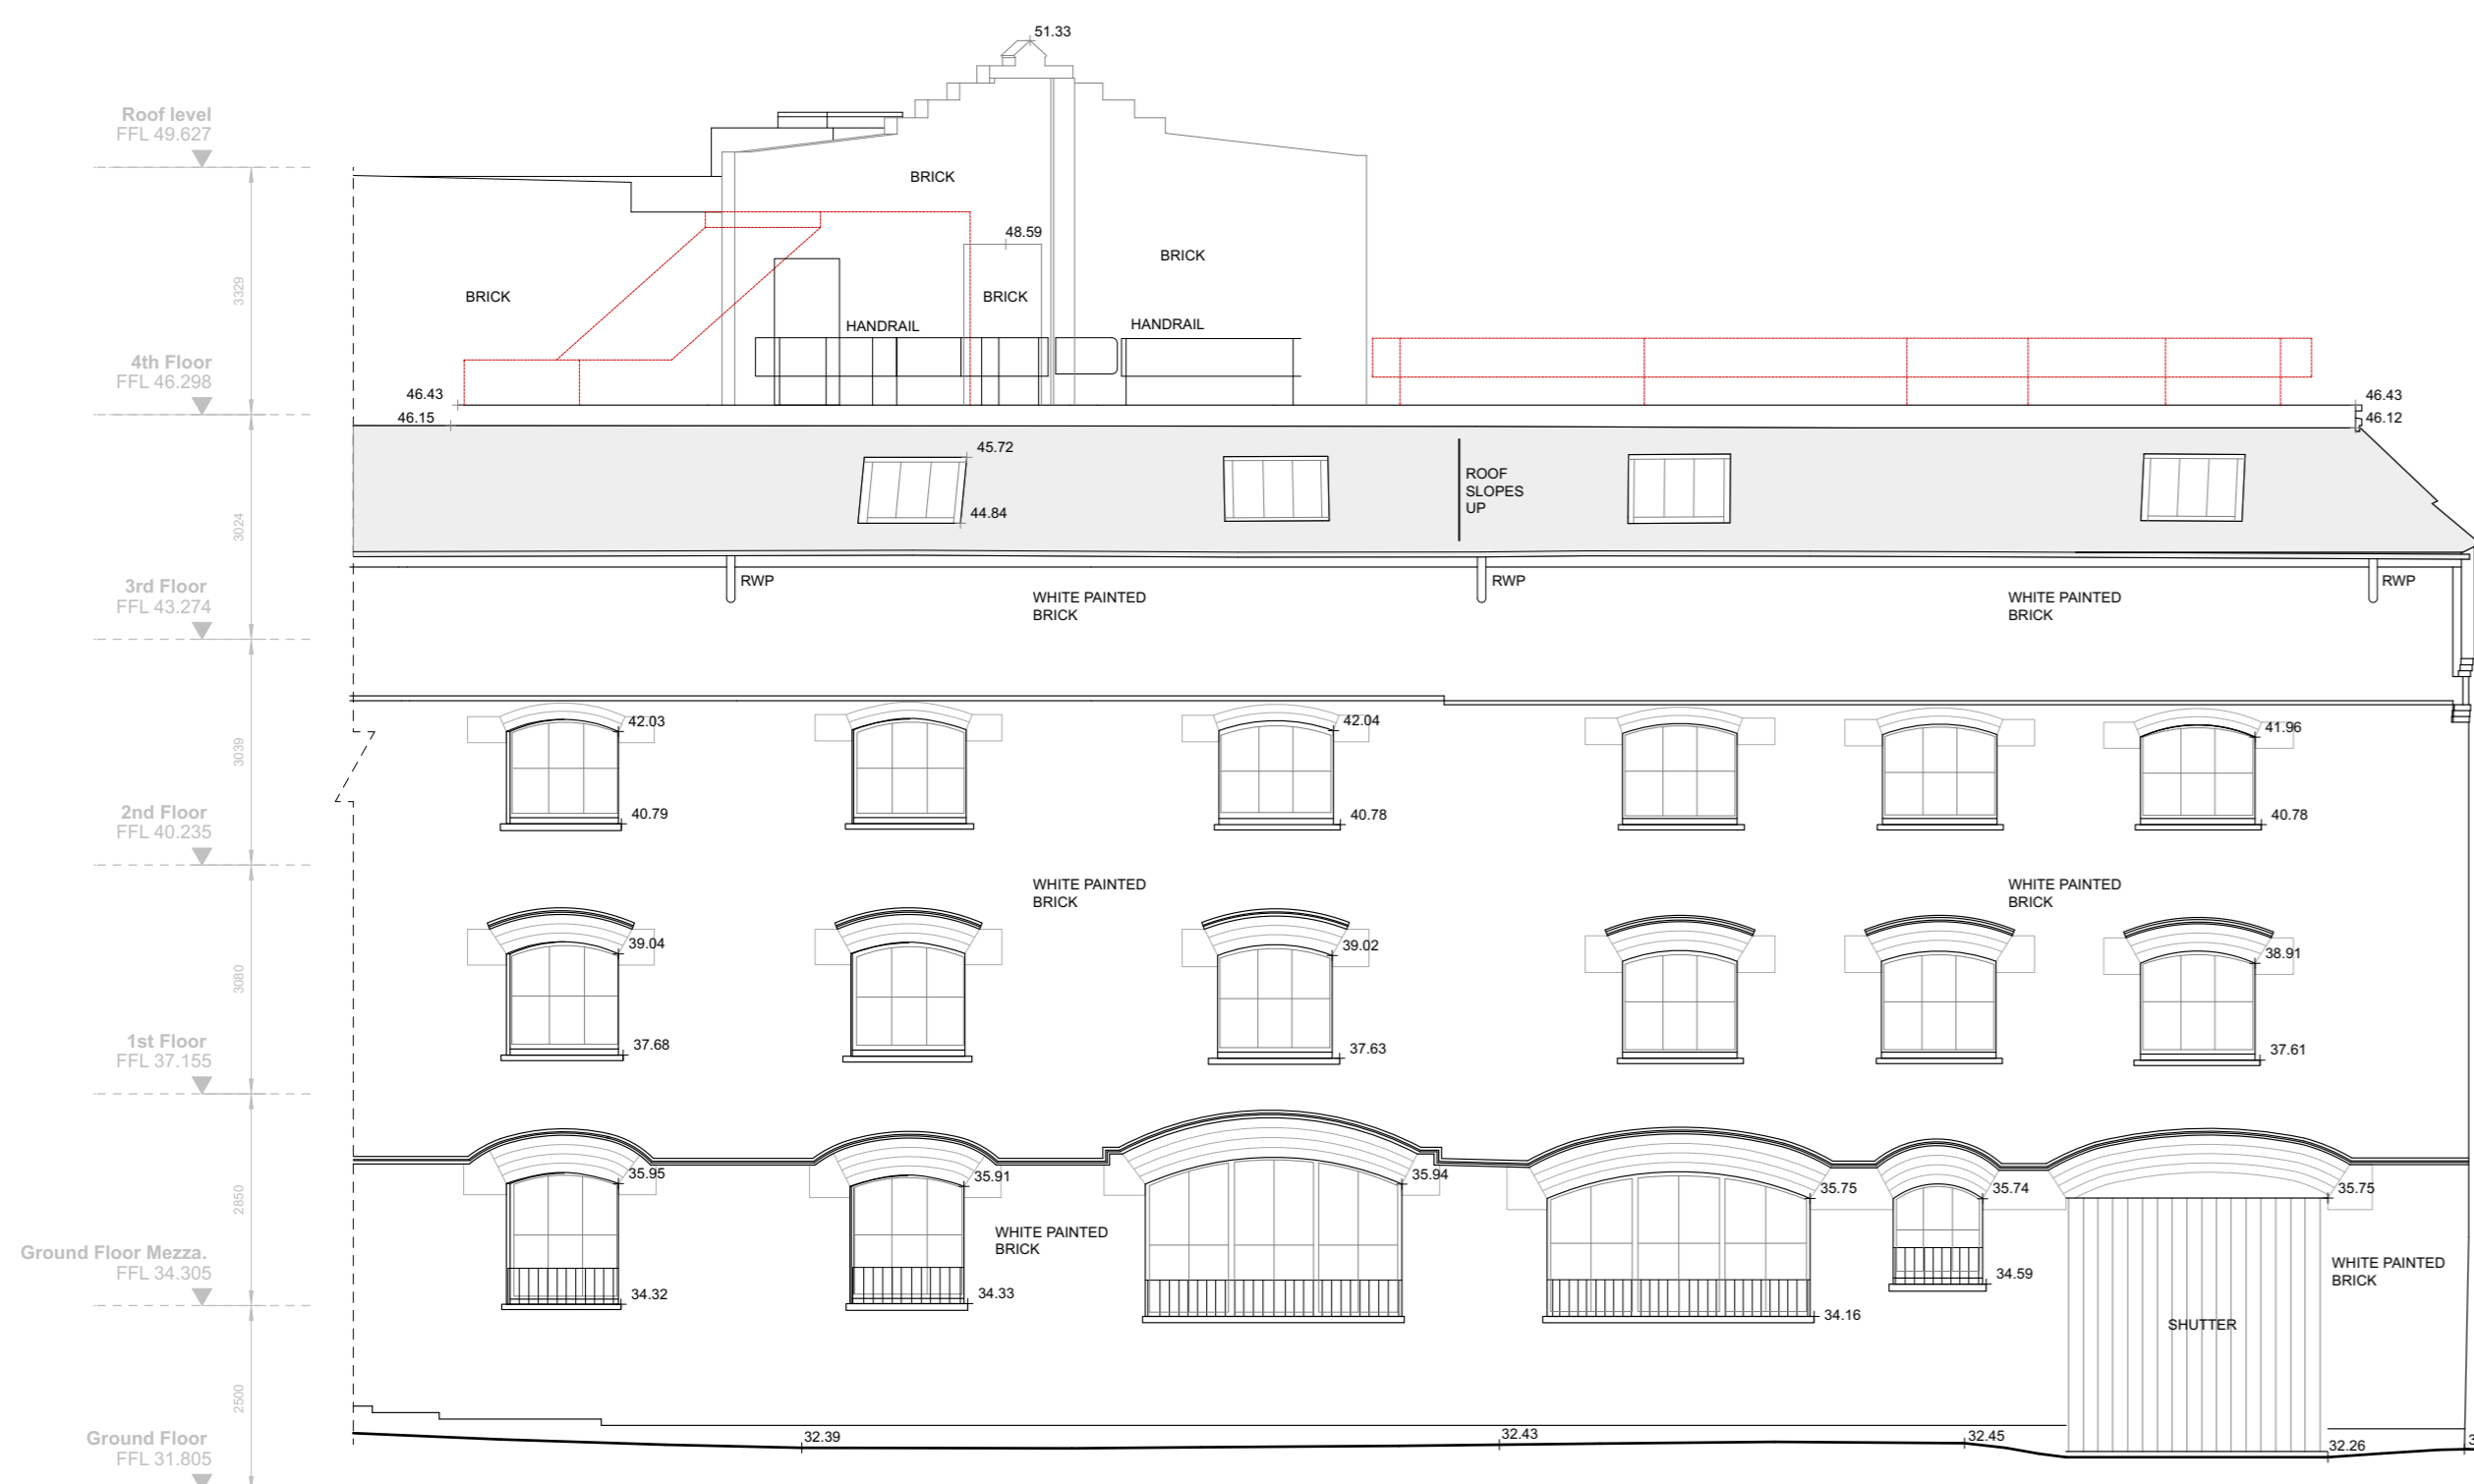 51.33
Roof level
FFL 49.627
BRICK
48.59
BRICK
3329
BRICK
BRICK
HANDRAIL
HANDRAIL
4th Floor
FFL 46.298
46.43
46.43
46.15
46.12
45.72
ROOF
SLOPES
UP
44.84
3024
3rd Floor
FFL 43.274
RWP
RWP
RWP
WHITE PAINTED
BRICK
WHITE PAINTED
BRICK
42.03
42.04
41.96
3039
40.79
40.78
40.78
2nd Floor
FFL 40.235
WHITE PAINTED
BRICK
WHITE PAINTED
BRICK
39.04
39.02
38.91
3080
37.68
37.63
37.61
1st Floor
FFL 37.155
35.95
35.91
35.94
35.75
35.74
35.75
2850
WHITE PAINTED
BRICK
WHITE PAINTED
BRICK
Ground Floor Mezza.
FFL 34.305
34.32
34.33
34.16
34.59
SHUTTER
2500
Ground Floor
FFL 31.805
32.39
32.43
32.45
32.26